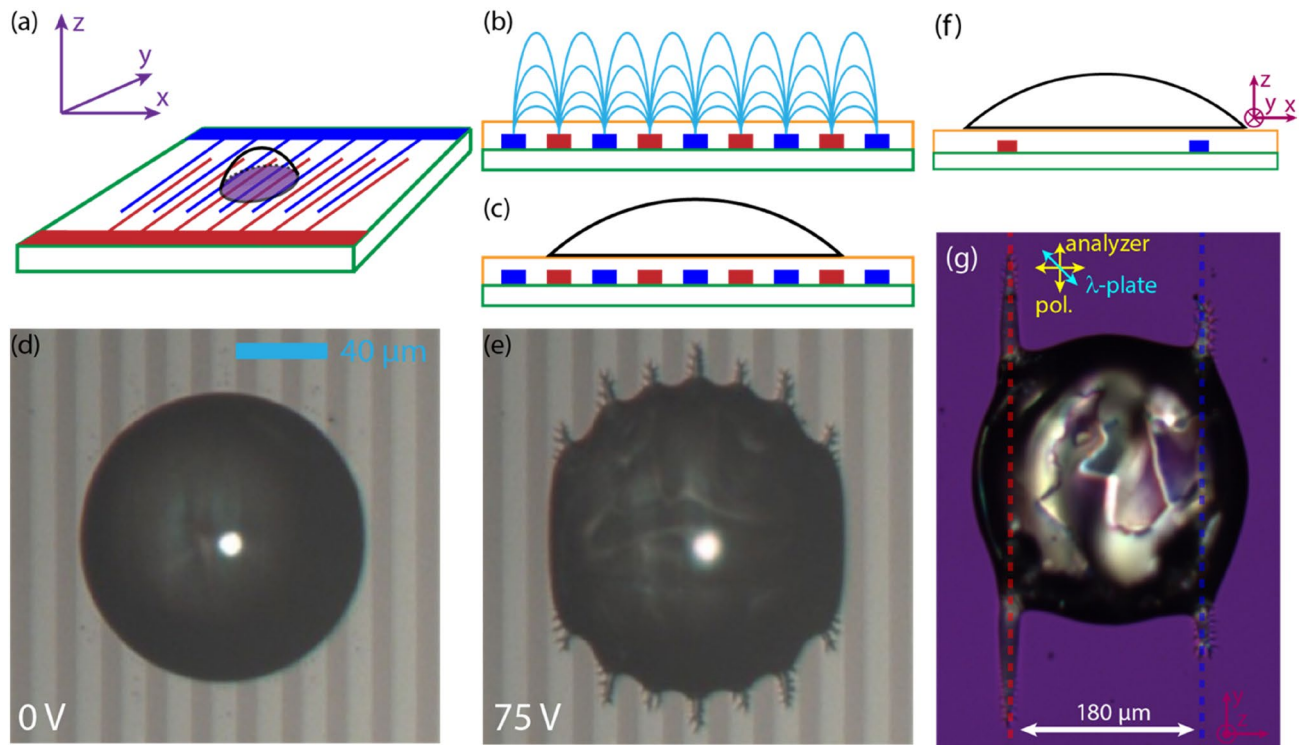 (a)
z
y
x
(b)
(c)
(f)
z
y
x
(d)
40 µm
0 V
(e)
75 V
(g)
analyzer
λ-plate
pol.
180 µm
y
z